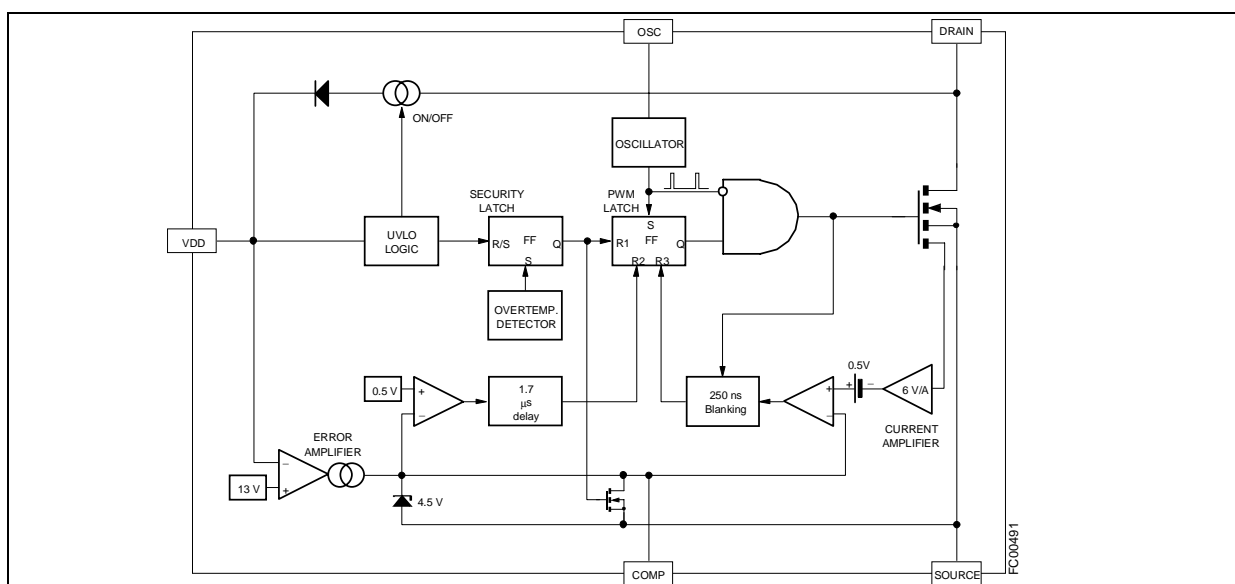 OSC
DRAIN
ON/OFF
OSCILLATOR
SECURITY
LATCH
PWM
LATCH
VDD
UVLO
LOGIC
R/S
FF
Q
S
S
R1
FF
Q
R2
R3
OVERTEMP.
DETECTOR
0.5 V
+
−
1.7
μs
delay
250 ns
Blanking
+
−
0.5V
+
−
6 V/A
CURRENT
AMPLIFIER
ERROR
AMPLIFIER
−
+
13 V
4.5 V
COMP
SOURCE
FC00491